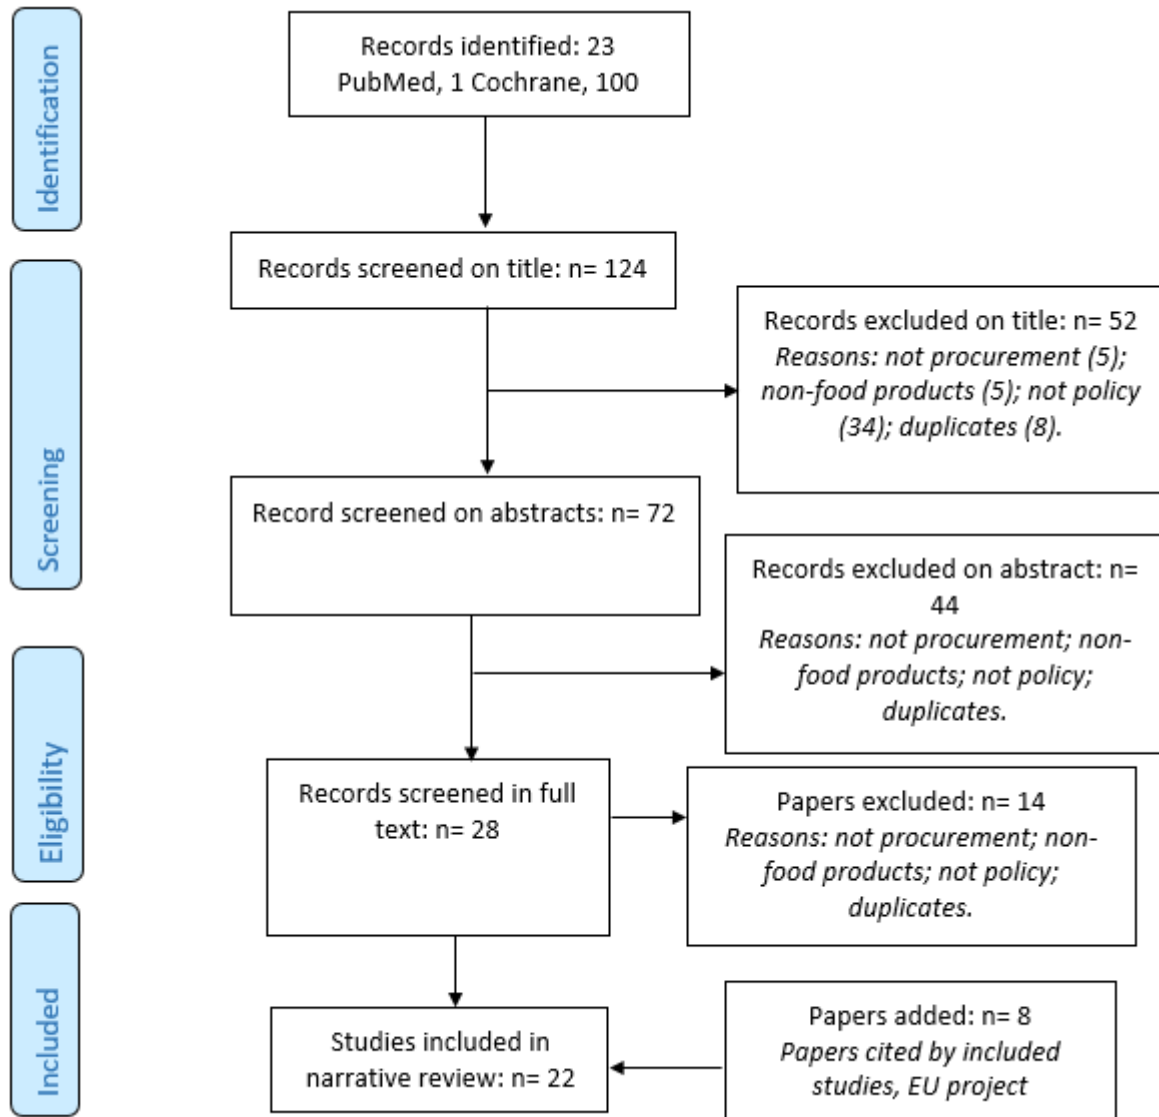 Identification
Records identified: 23
PubMed, 1 Cochrane, 100
Screening
Records screened on title: n= 124
Records excluded on title: n= 52
Reasons: not procurement (5);
non-food products (5); not policy
(34); duplicates (8).
Record screened on abstracts: n= 72
Records excluded on abstract: n=
44
Reasons: not procurement; non-
food products; not policy;
duplicates.
Eligibility
Records screened in full
text: n= 28
Papers excluded: n= 14
Reasons: not procurement; non-
food products; not policy;
duplicates.
Included
Studies included in
narrative review: n= 22
Papers added: n= 8
Papers cited by included
studies, EU project